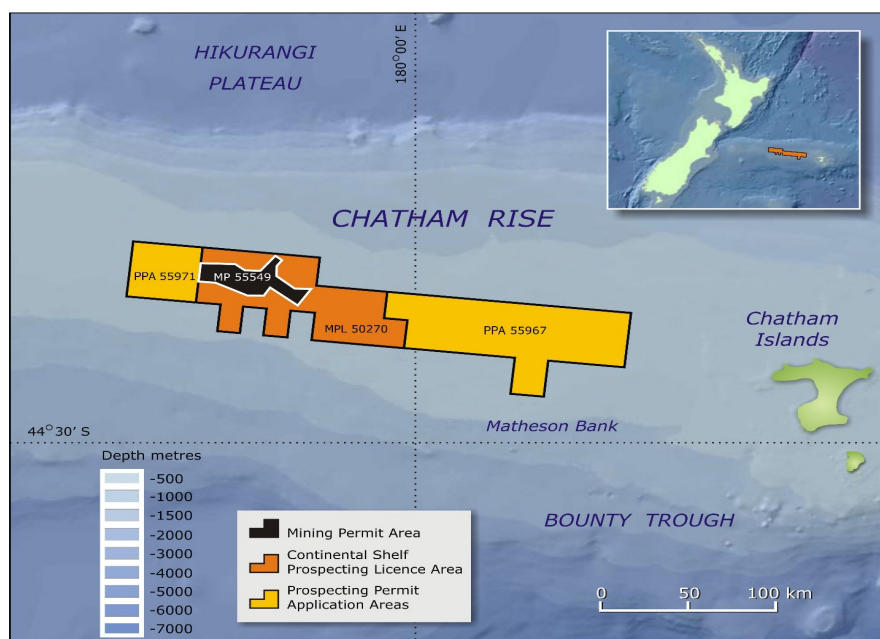 HIKURANGI
PLATEAU
180°00′ E
CHATHAM RISE
PPA 55971
MP 55549
MPL 50270
PPA 55967
Chatham
Islands
Matheson Bank
44°30′ S
Depth metres
-500
-1000
-1500
-2000
-3000
-4000
-5000
-6000
-7000
Mining Permit Area
Continental Shelf
Prospecting Licence Area
Prospecting Permit
Application Areas
BOUNTY TROUGH
0 50 100 km